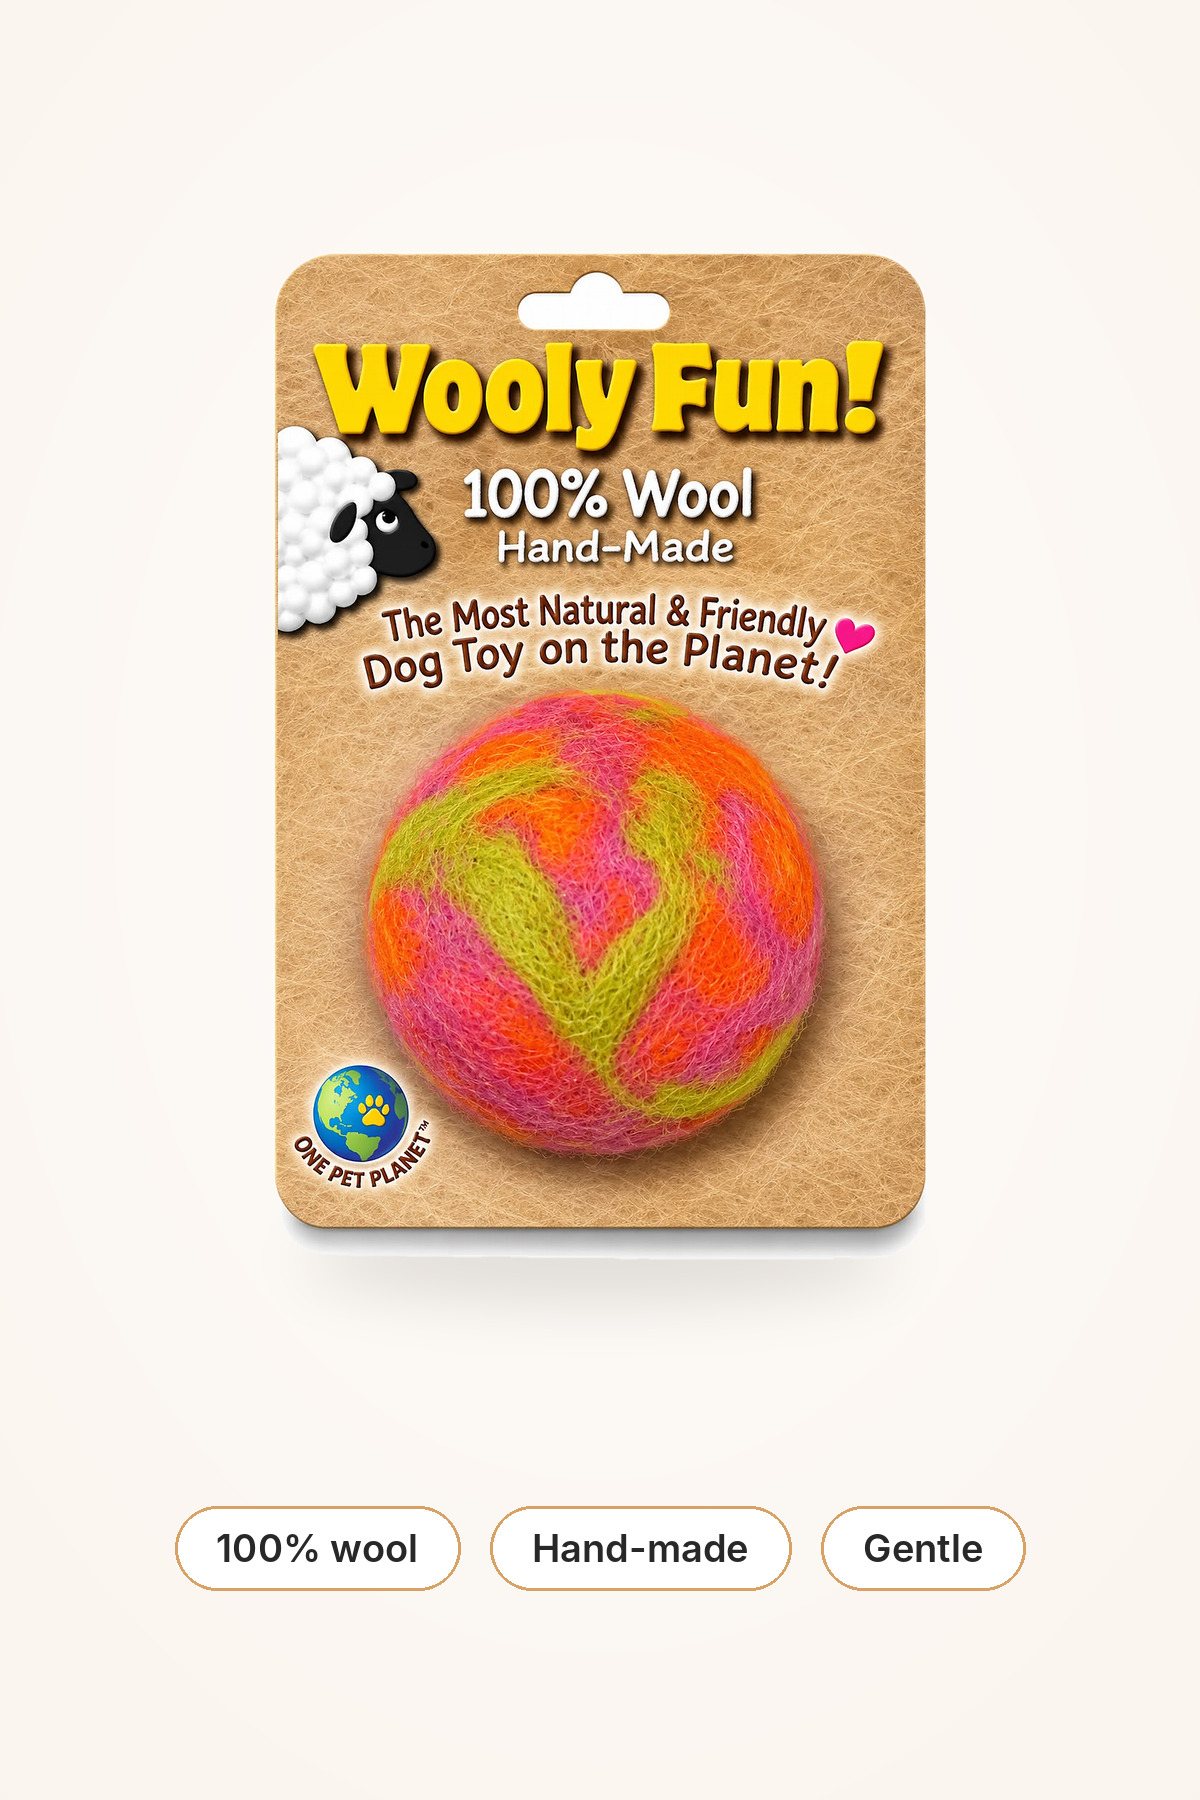 Wooly Fun!
100% Wool
Hand-Made
The Most Natural & Friendly
Dog Toy on the Planet!
ONE PET PLANET™
100% wool
Hand-made
Gentle